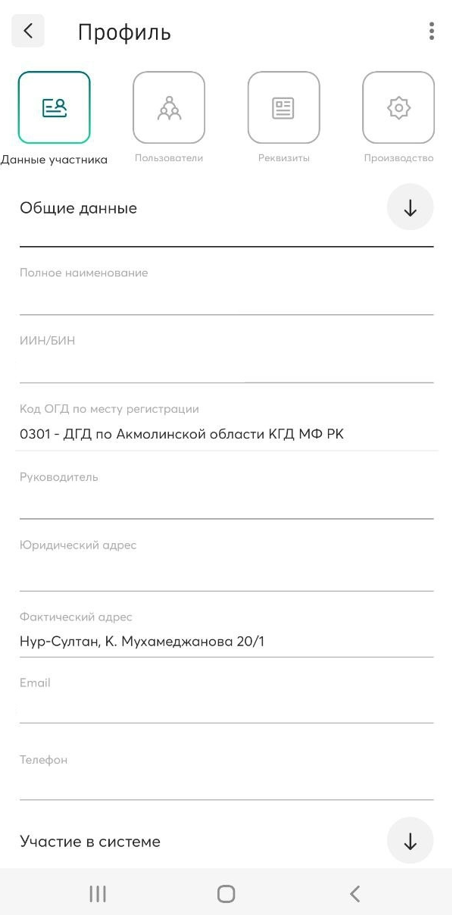 Профиль
Данные участника
Пользователи
Реквизиты
Производство
Общие данные
Полное наименование
ИИН/БИН
Код ОГД по месту регистрации
0301 - ДГД по Акмолинской области КГД МФ РК
Руководитель
Юридический адрес
Фактический адрес
Нур-Султан, К. Мухамеджанова 20/1
Email
Телефон
Участие в системе